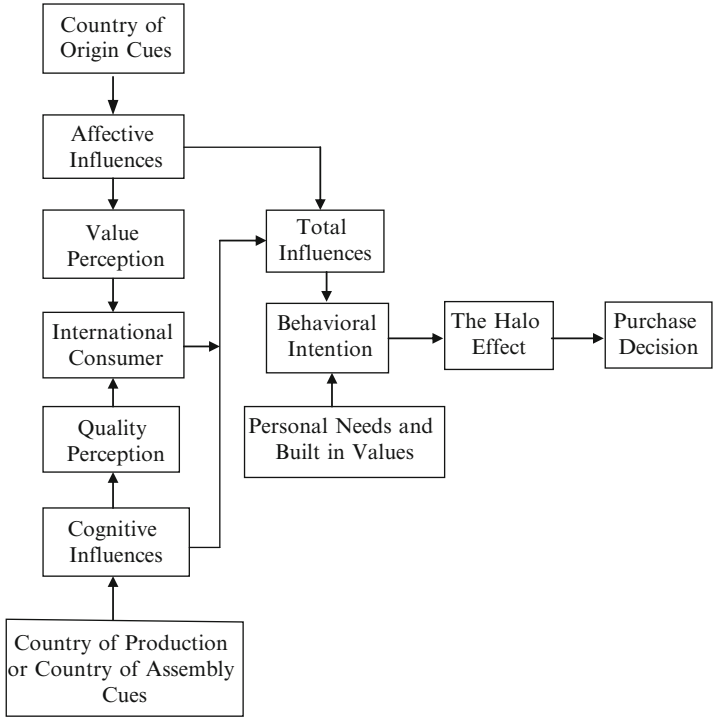 Country of
Origin Cues
Affective
Influences
Value
Perception
International
Consumer
Quality
Perception
Cognitive
Influences
Country of Production
or Country of Assembly
Cues
Total
Influences
Behavioral
Intention
Personal Needs and
Built in Values
The Halo
Effect
Purchase
Decision